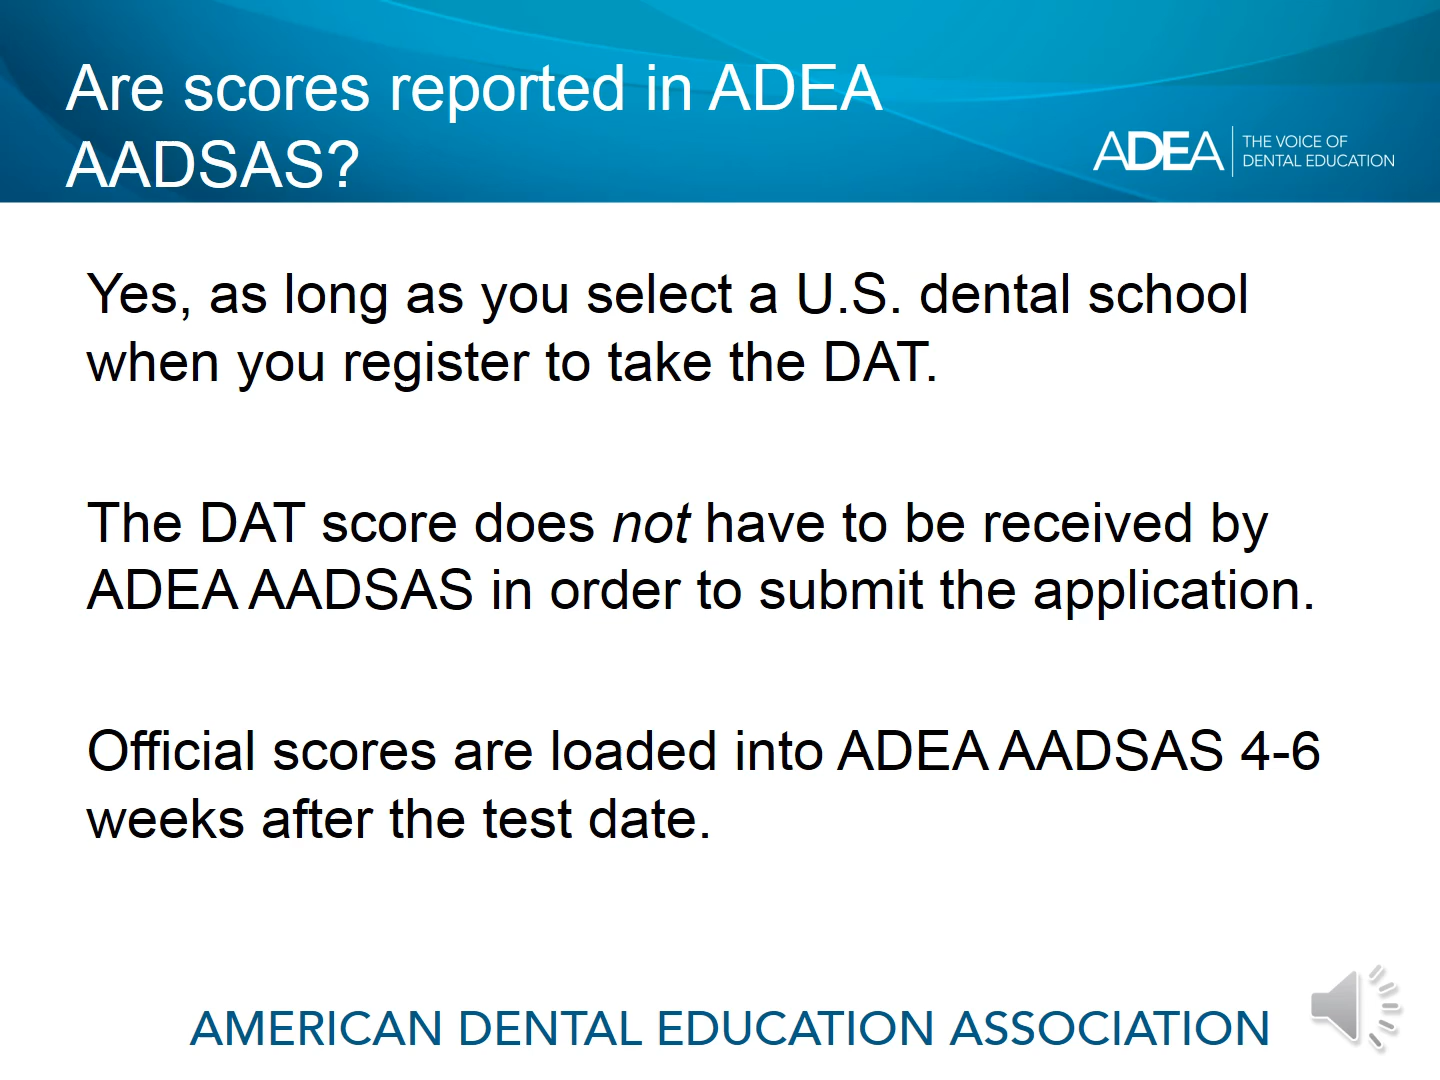 Are scores reported in ADEA
AADSAS?
ADEA
THE VOICE OF
DENTAL EDUCATION
Yes, as long as you select a U.S. dental school
when you register to take the DAT.
The DAT score does not have to be received by
ADEA AADSAS in order to submit the application.
Official scores are loaded into ADEA AADSAS 4-6
weeks after the test date.
AMERICAN DENTAL EDUCATION ASSOCIATION